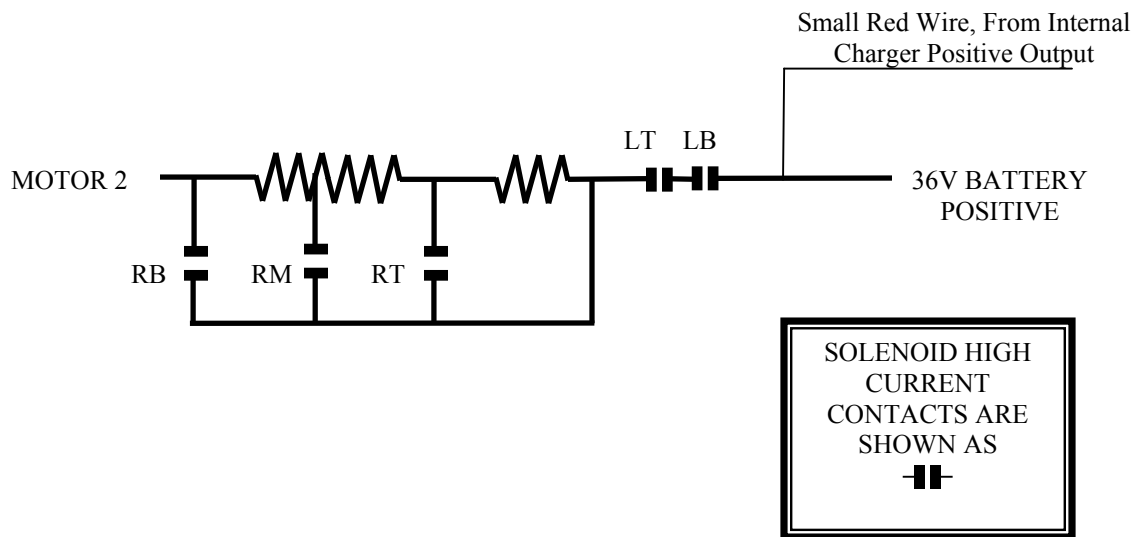 Small Red Wire, From Internal
Charger Positive Output
LT LB
MOTOR 2
36V BATTERY
POSITIVE
RB RM RT
SOLENOID HIGH
CURRENT
CONTACTS ARE
SHOWN AS